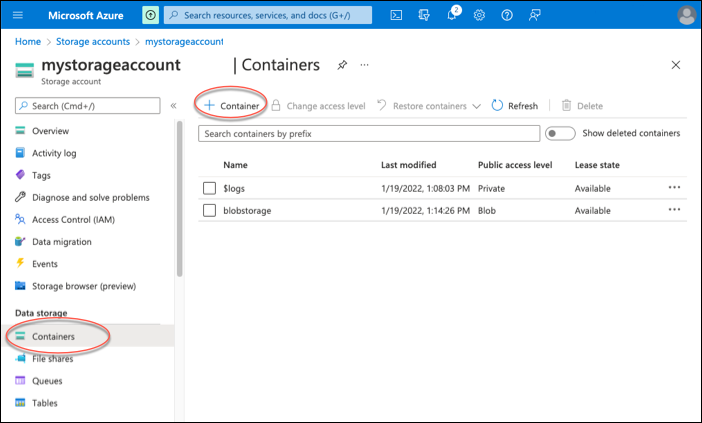 Microsoft Azure
Search resources, services, and docs (G+/)
2
Home > Storage accounts > mystorageaccount
mystorageaccount | Containers
Storage account
Search (Cmd+/)
Container
Change access level
Restore containers
Refresh
Delete
Search containers by prefix
Show deleted containers
Overview
Activity log
Tags
Diagnose and solve problems
Access Control (IAM)
Data migration
Events
Storage browser (preview)
Data storage
Containers
File shares
Queues
Tables
Name Last modified Public access level Lease state
$logs 1/19/2022, 1:08:03 PM Private Available
blobstorage 1/19/2022, 1:14:26 PM Blob Available